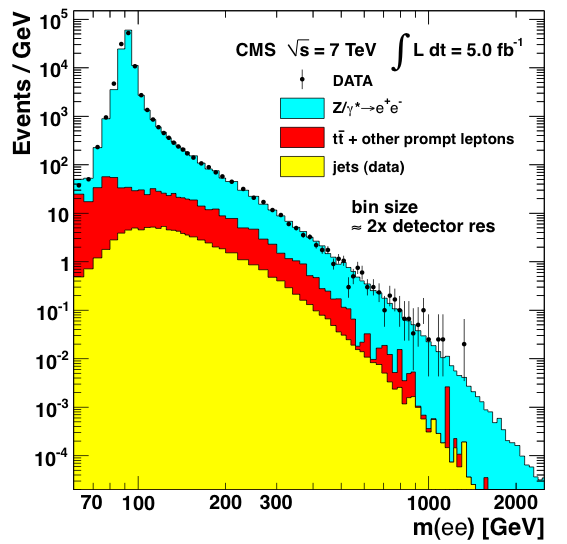 CMS √s = 7 TeV ∫ L dt = 5.0 fb⁻¹
DATA
Z/γ*→e⁺e⁻
tt̄ + other prompt leptons
jets (data)
bin size
≈ 2x detector res
Events / GeV
10⁵
10⁴
10³
10²
10
1
10⁻¹
10⁻²
10⁻³
10⁻⁴
70 100 200 300 1000 2000
m(ee) [GeV]